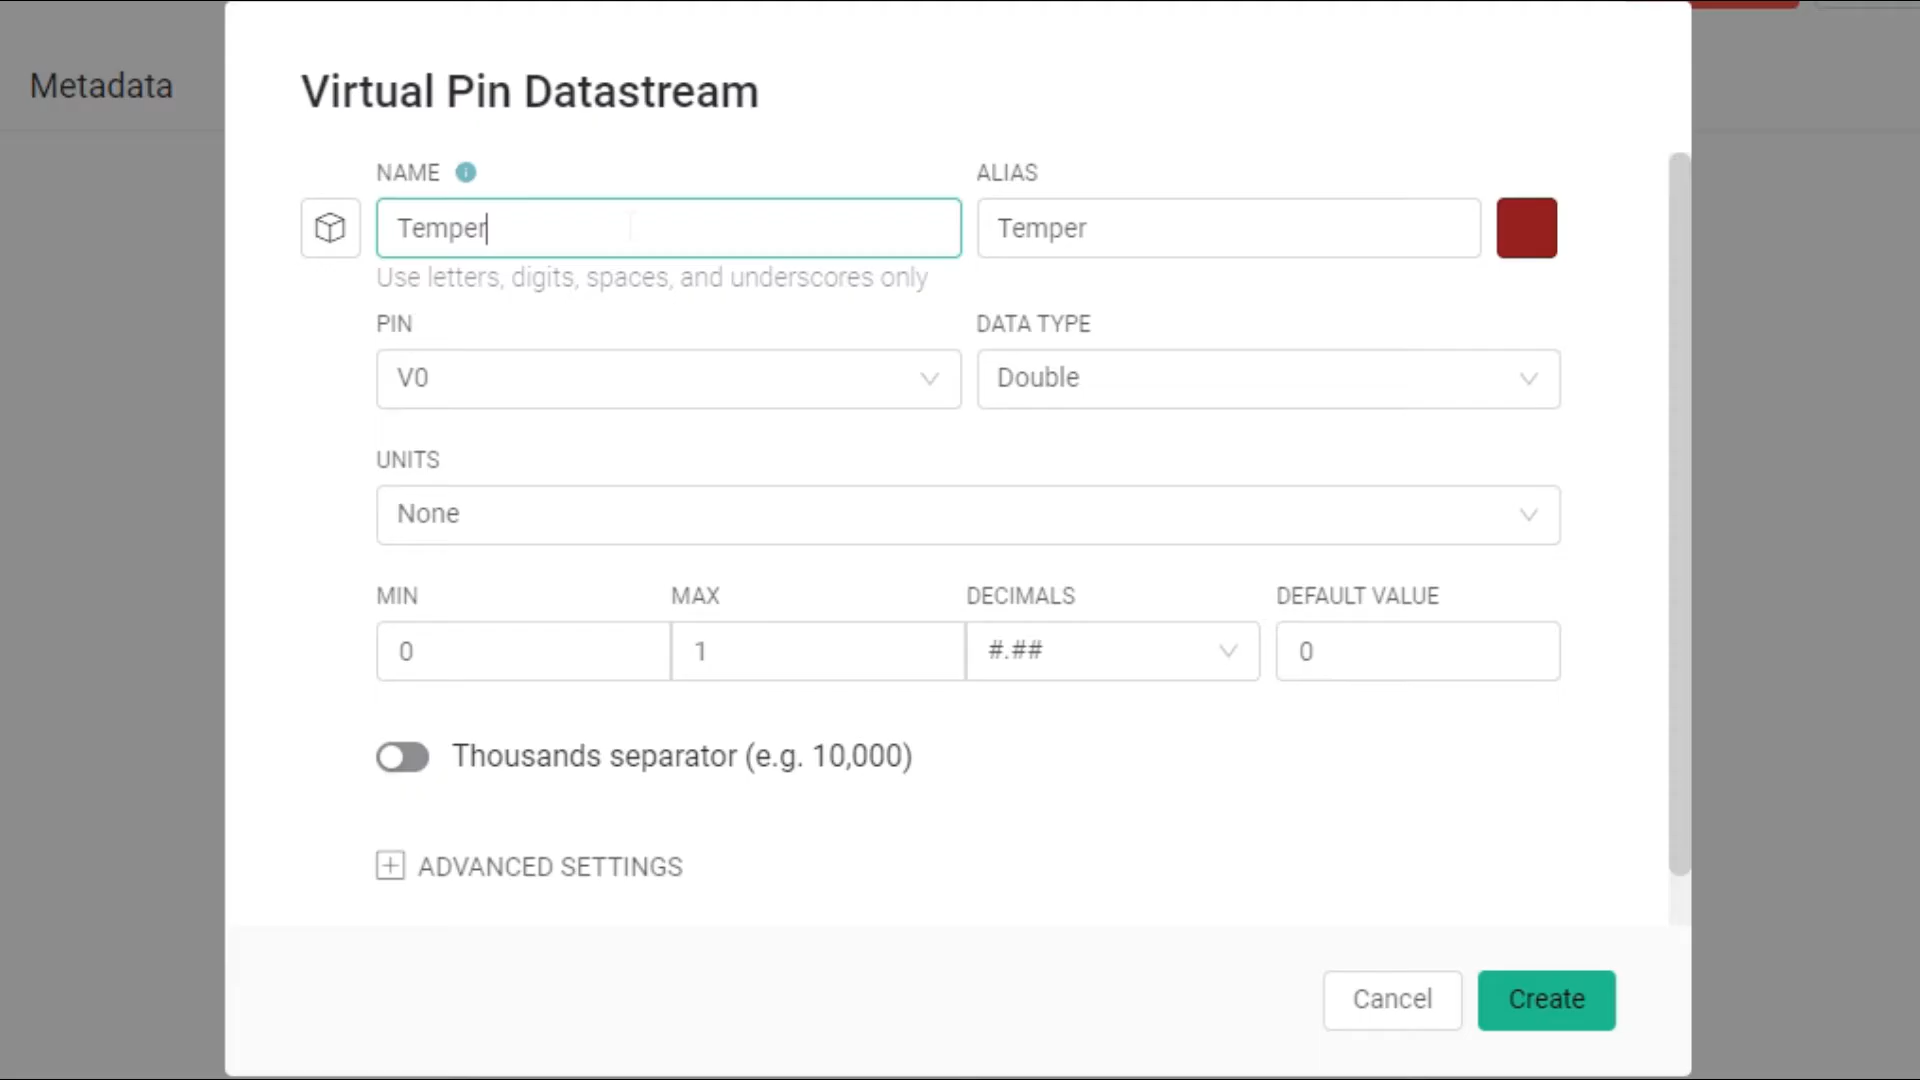 Metadata
Virtual Pin Datastream
NAME
ALIAS
Temper
Temper
Use letters, digits, spaces, and underscores only
PIN
DATA TYPE
V0
Double
UNITS
None
MIN
MAX
DECIMALS
DEFAULT VALUE
0
1
#.##
0
Thousands separator (e.g. 10,000)
ADVANCED SETTINGS
Cancel
Create